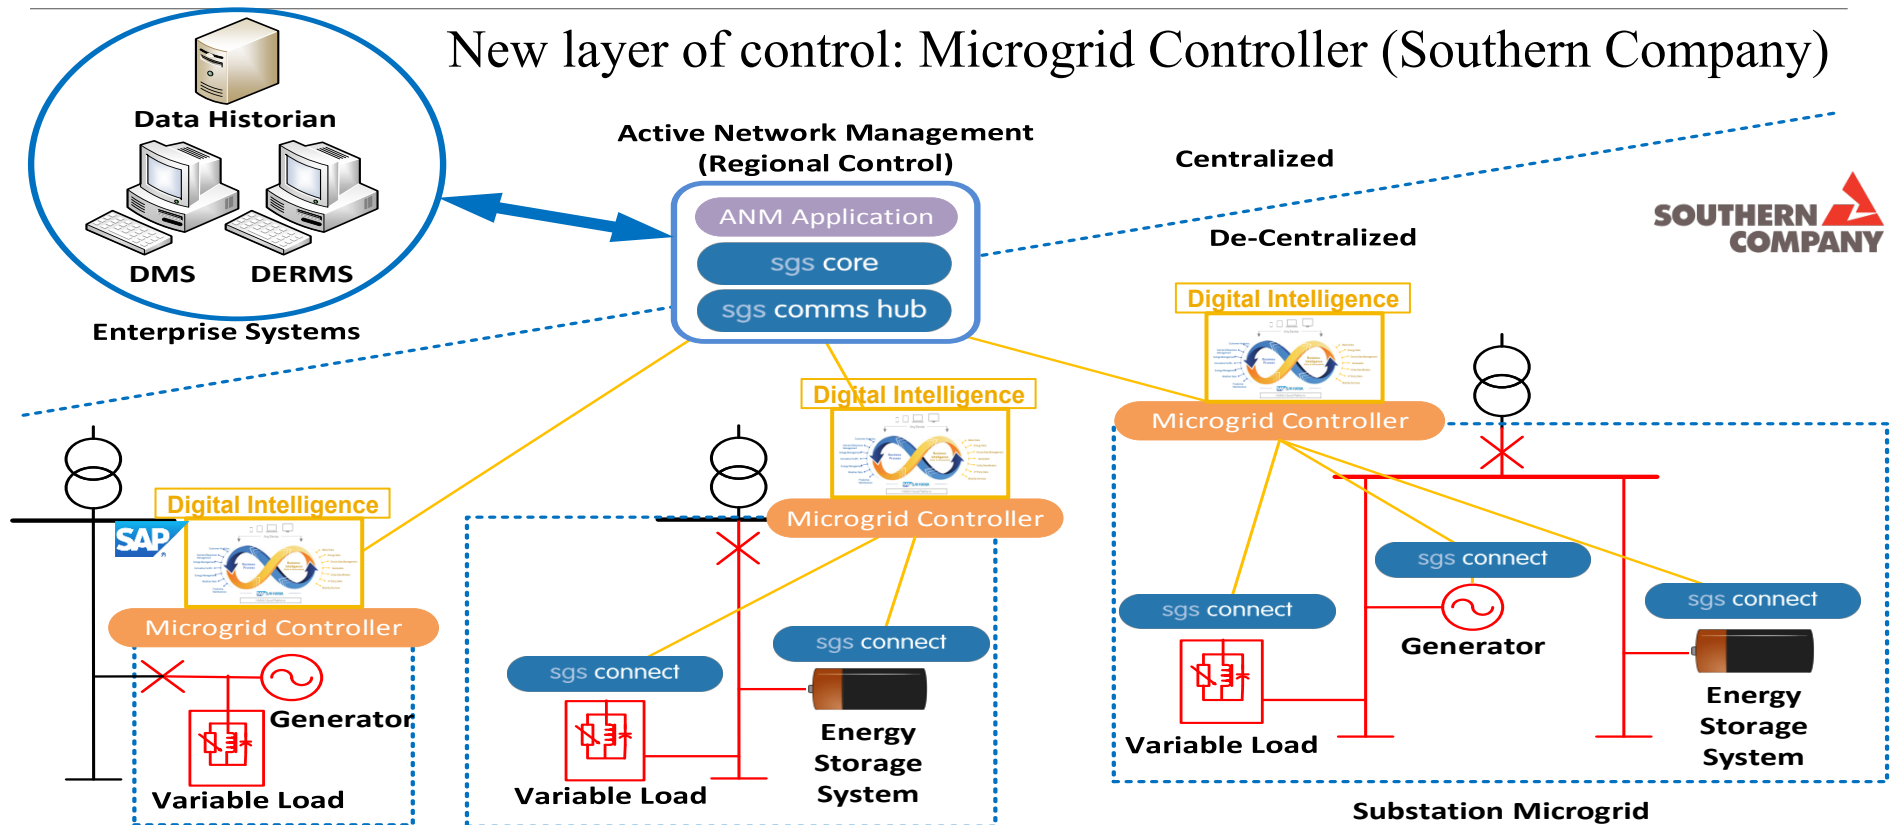 New layer of control: Microgrid Controller (Southern Company)
Data Historian
DMS
DERMS
Enterprise Systems
Active Network Management
(Regional Control)
ANM Application
sgs core
sgs comms hub
Centralized
De-Centralized
SOUTHERN
COMPANY
Digital Intelligence
Microgrid Controller
sgs connect
Generator
sgs connect
sgs connect
Variable Load
Energy
Storage
System
Substation Microgrid
Digital Intelligence
Microgrid Controller
sgs connect
sgs connect
Variable Load
Energy
Storage
System
Digital Intelligence
SAP
Microgrid Controller
Generator
Variable Load